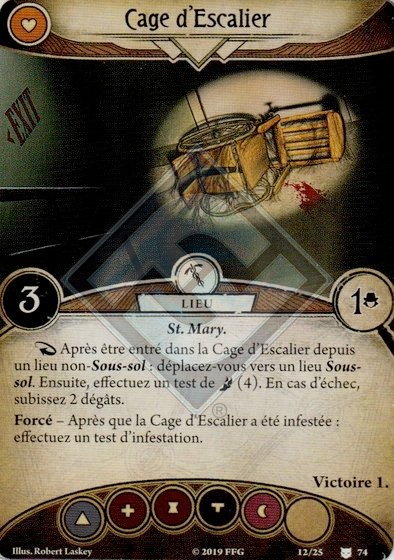 Cage d'Escalier
<EXIT
3
LIEU
1
St. Mary.
Après être entré dans la Cage d'Escalier depuis
un lieu non-Sous-sol : déplacez-vous vers un lieu Sous-
sol. Ensuite, effectuez un test de (4). En cas d'échec,
subissez 2 dégâts.
Forcé – Après que la Cage d'Escalier a été infestée :
effectuez un test d'infestation.
Victoire 1.
Illus. Robert Laskey
© 2019 FFG
12/25
74
®